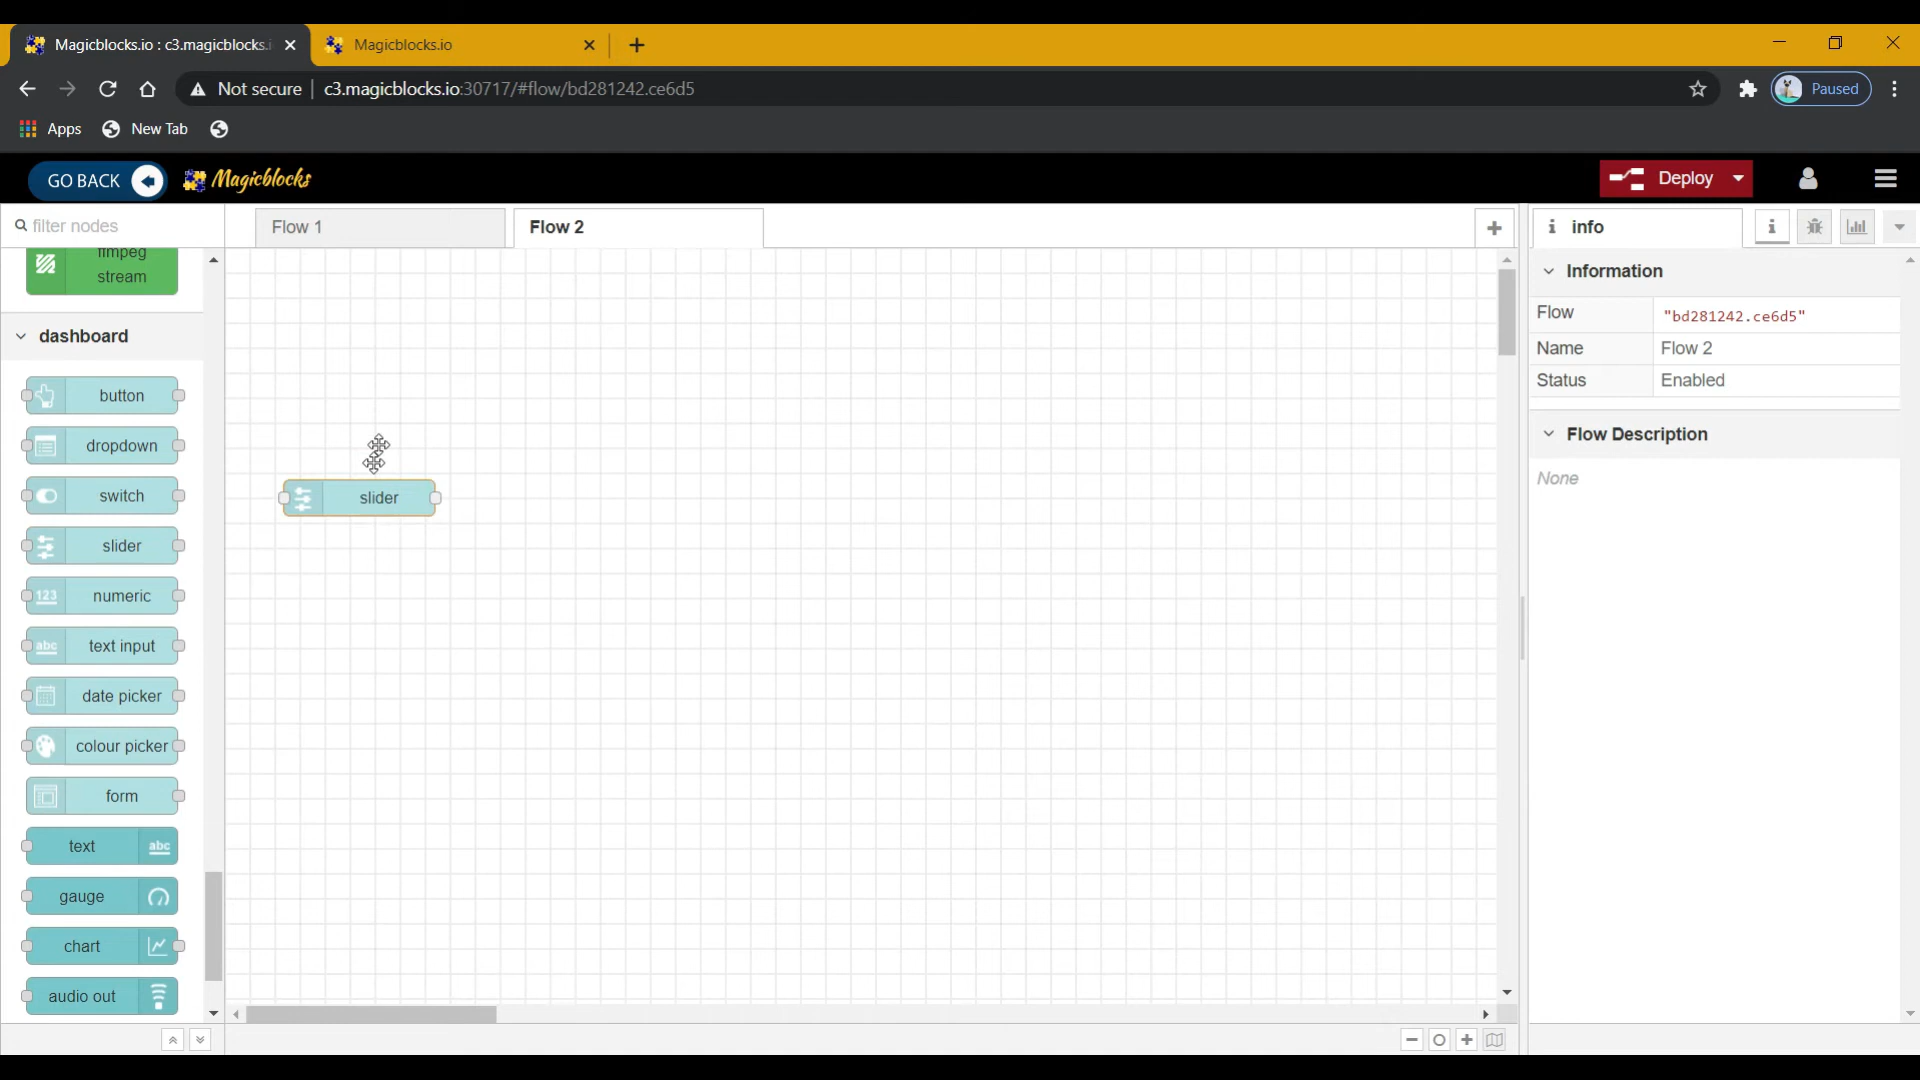 Magicblocks.io : c3.magicblocks.i
Magicblocks.io
Not secure
c3.magicblocks.io:30717/#flow/bd281242.ce6d5
Paused
Apps
New Tab
GO BACK
Magicblocks
Deploy
filter nodes
Flow 1
Flow 2
info
ffmpeg
stream
dashboard
button
dropdown
switch
slider
123
numeric
abc
text input
date picker
colour picker
form
text
abc
gauge
chart
audio out
slider
Information
Flow
"bd281242.ce6d5"
Name
Flow 2
Status
Enabled
Flow Description
None